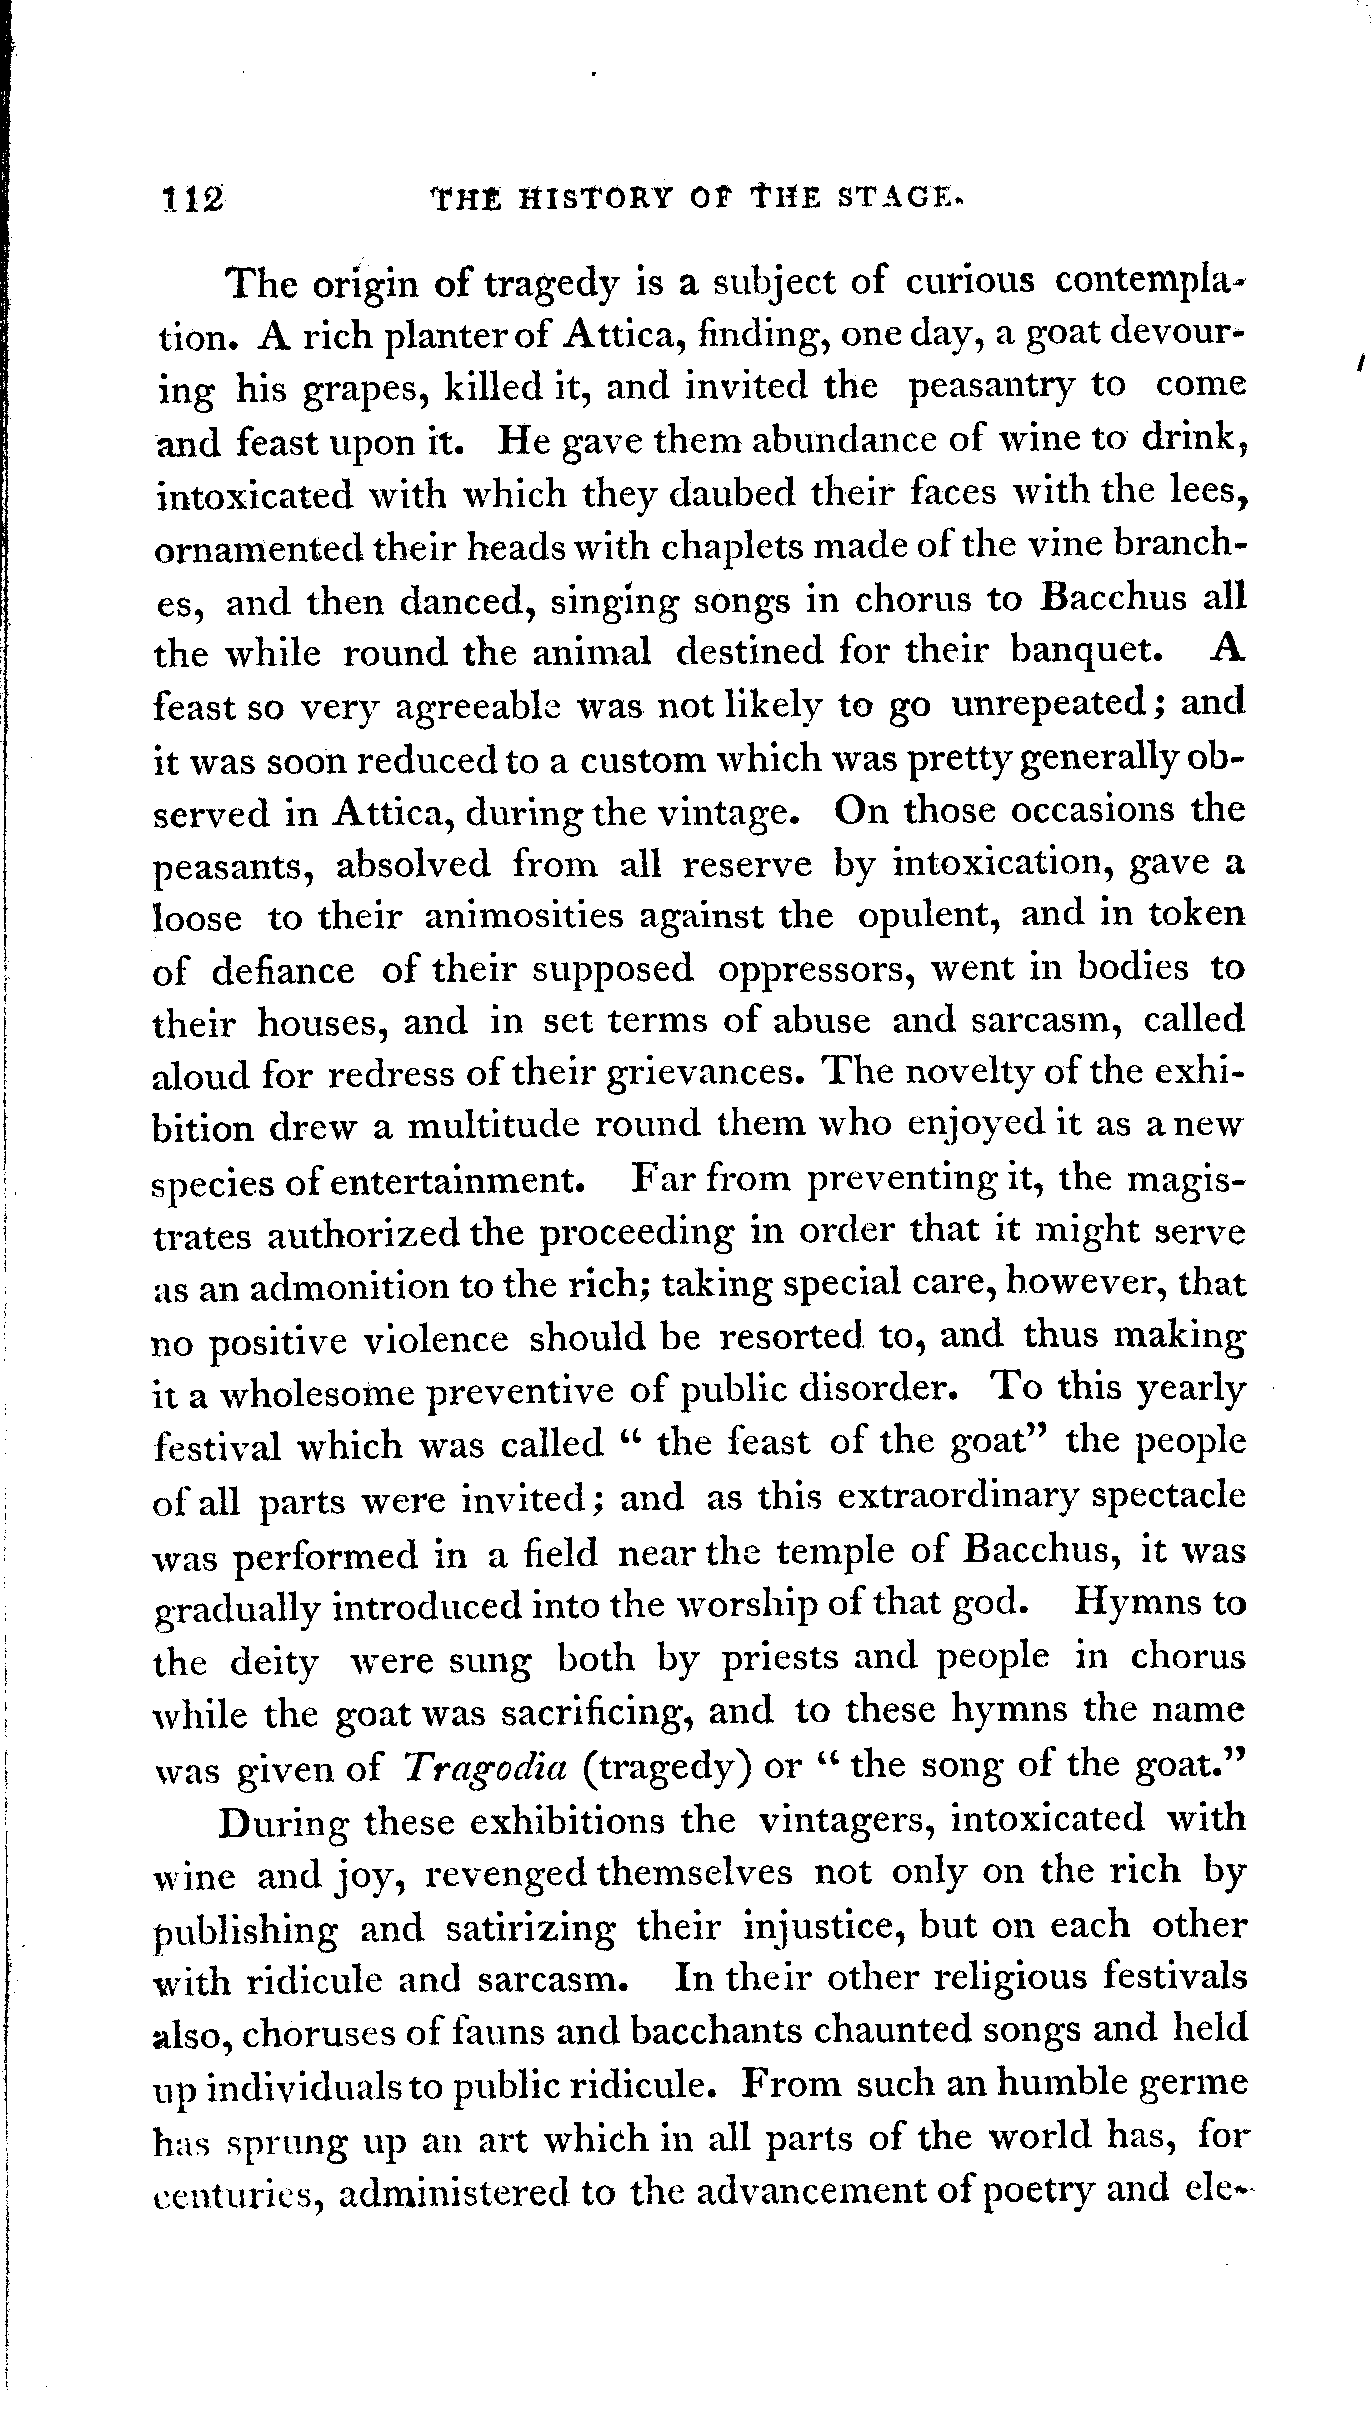 112 THE HISTORY OF THE STAGE.
The origin of tragedy is a subject of curious contempla-
tion. A rich planter of Attica, finding, one day, a goat devour-
ing his grapes, killed it, and invited the peasantry to come
and feast upon it. He gave them abundance of wine to drink,
intoxicated with which they daubed their faces with the lees,
ornamented their heads with chaplets made of the vine branch-
es, and then danced, singing songs in chorus to Bacchus all
the while round the animal destined for their banquet. A
feast so very agreeable was not likely to go unrepeated; and
it was soon reduced to a custom which was pretty generally ob-
served in Attica, during the vintage. On those occasions the
peasants, absolved from all reserve by intoxication, gave a
loose to their animosities against the opulent, and in token
of defiance of their supposed oppressors, went in bodies to
their houses, and in set terms of abuse and sarcasm, called
aloud for redress of their grievances. The novelty of the exhi-
bition drew a multitude round them who enjoyed it as a new
species of entertainment. Far from preventing it, the magis-
trates authorized the proceeding in order that it might serve
as an admonition to the rich; taking special care, however, that
no positive violence should be resorted to, and thus making
it a wholesome preventive of public disorder. To this yearly
festival which was called “ the feast of the goat” the people
of all parts were invited; and as this extraordinary spectacle
was performed in a field near the temple of Bacchus, it was
gradually introduced into the worship of that god. Hymns to
the deity were sung both by priests and people in chorus
while the goat was sacrificing, and to these hymns the name
was given of Tragodia (tragedy) or “ the song of the goat.”
During these exhibitions the vintagers, intoxicated with
wine and joy, revenged themselves not only on the rich by
publishing and satirizing their injustice, but on each other
with ridicule and sarcasm. In their other religious festivals
also, choruses of fauns and bacchants chaunted songs and held
up individuals to public ridicule. From such an humble germe
has sprung up an art which in all parts of the world has, for
centuries, administered to the advancement of poetry and ele-